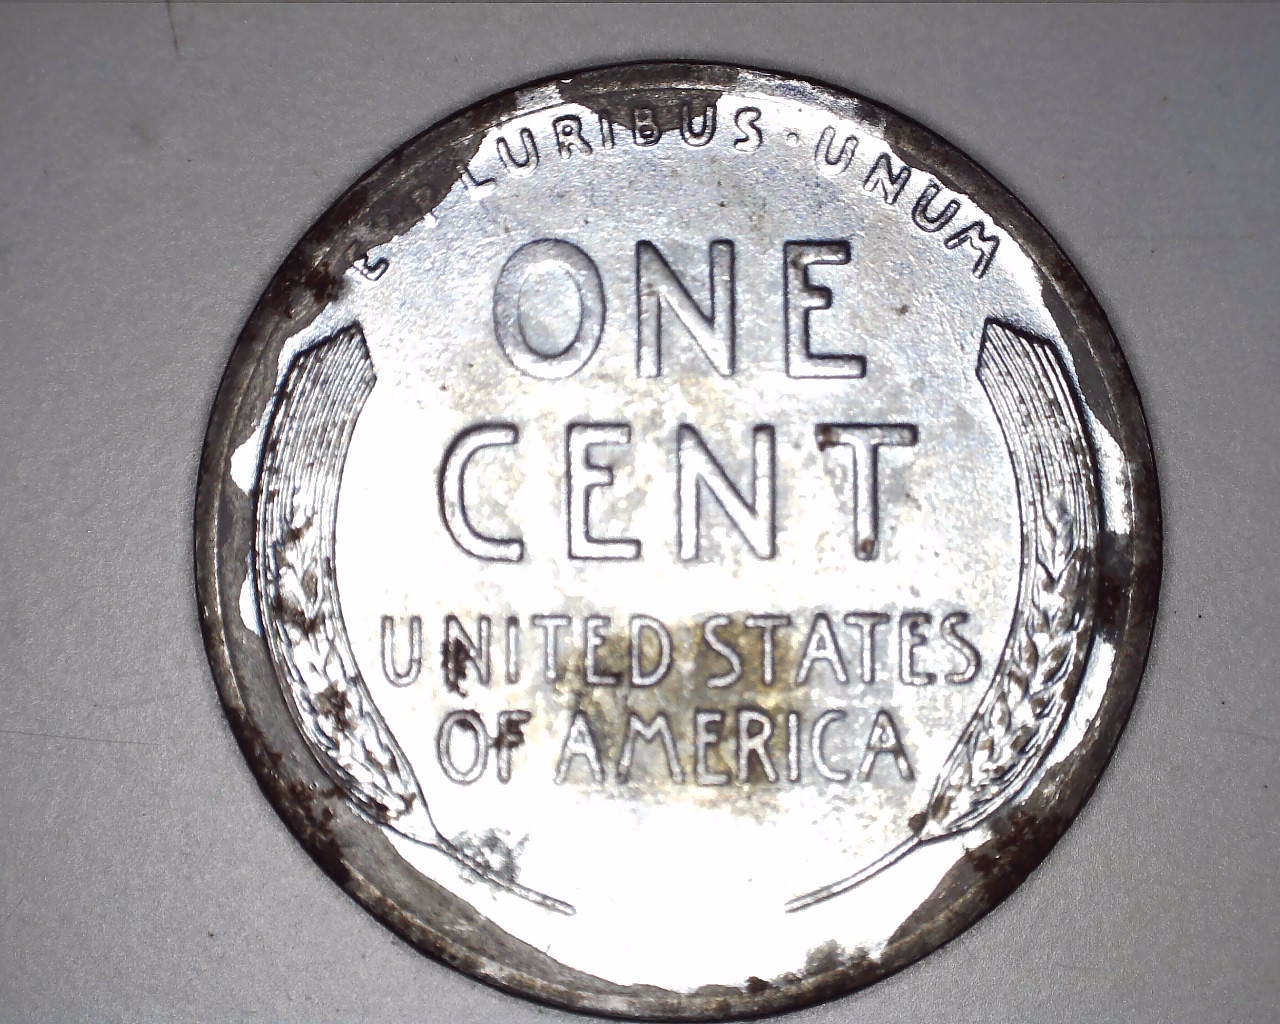 E PLURIBUS · UNUM
ONE
CENT
UNITED STATES
OF AMERICA